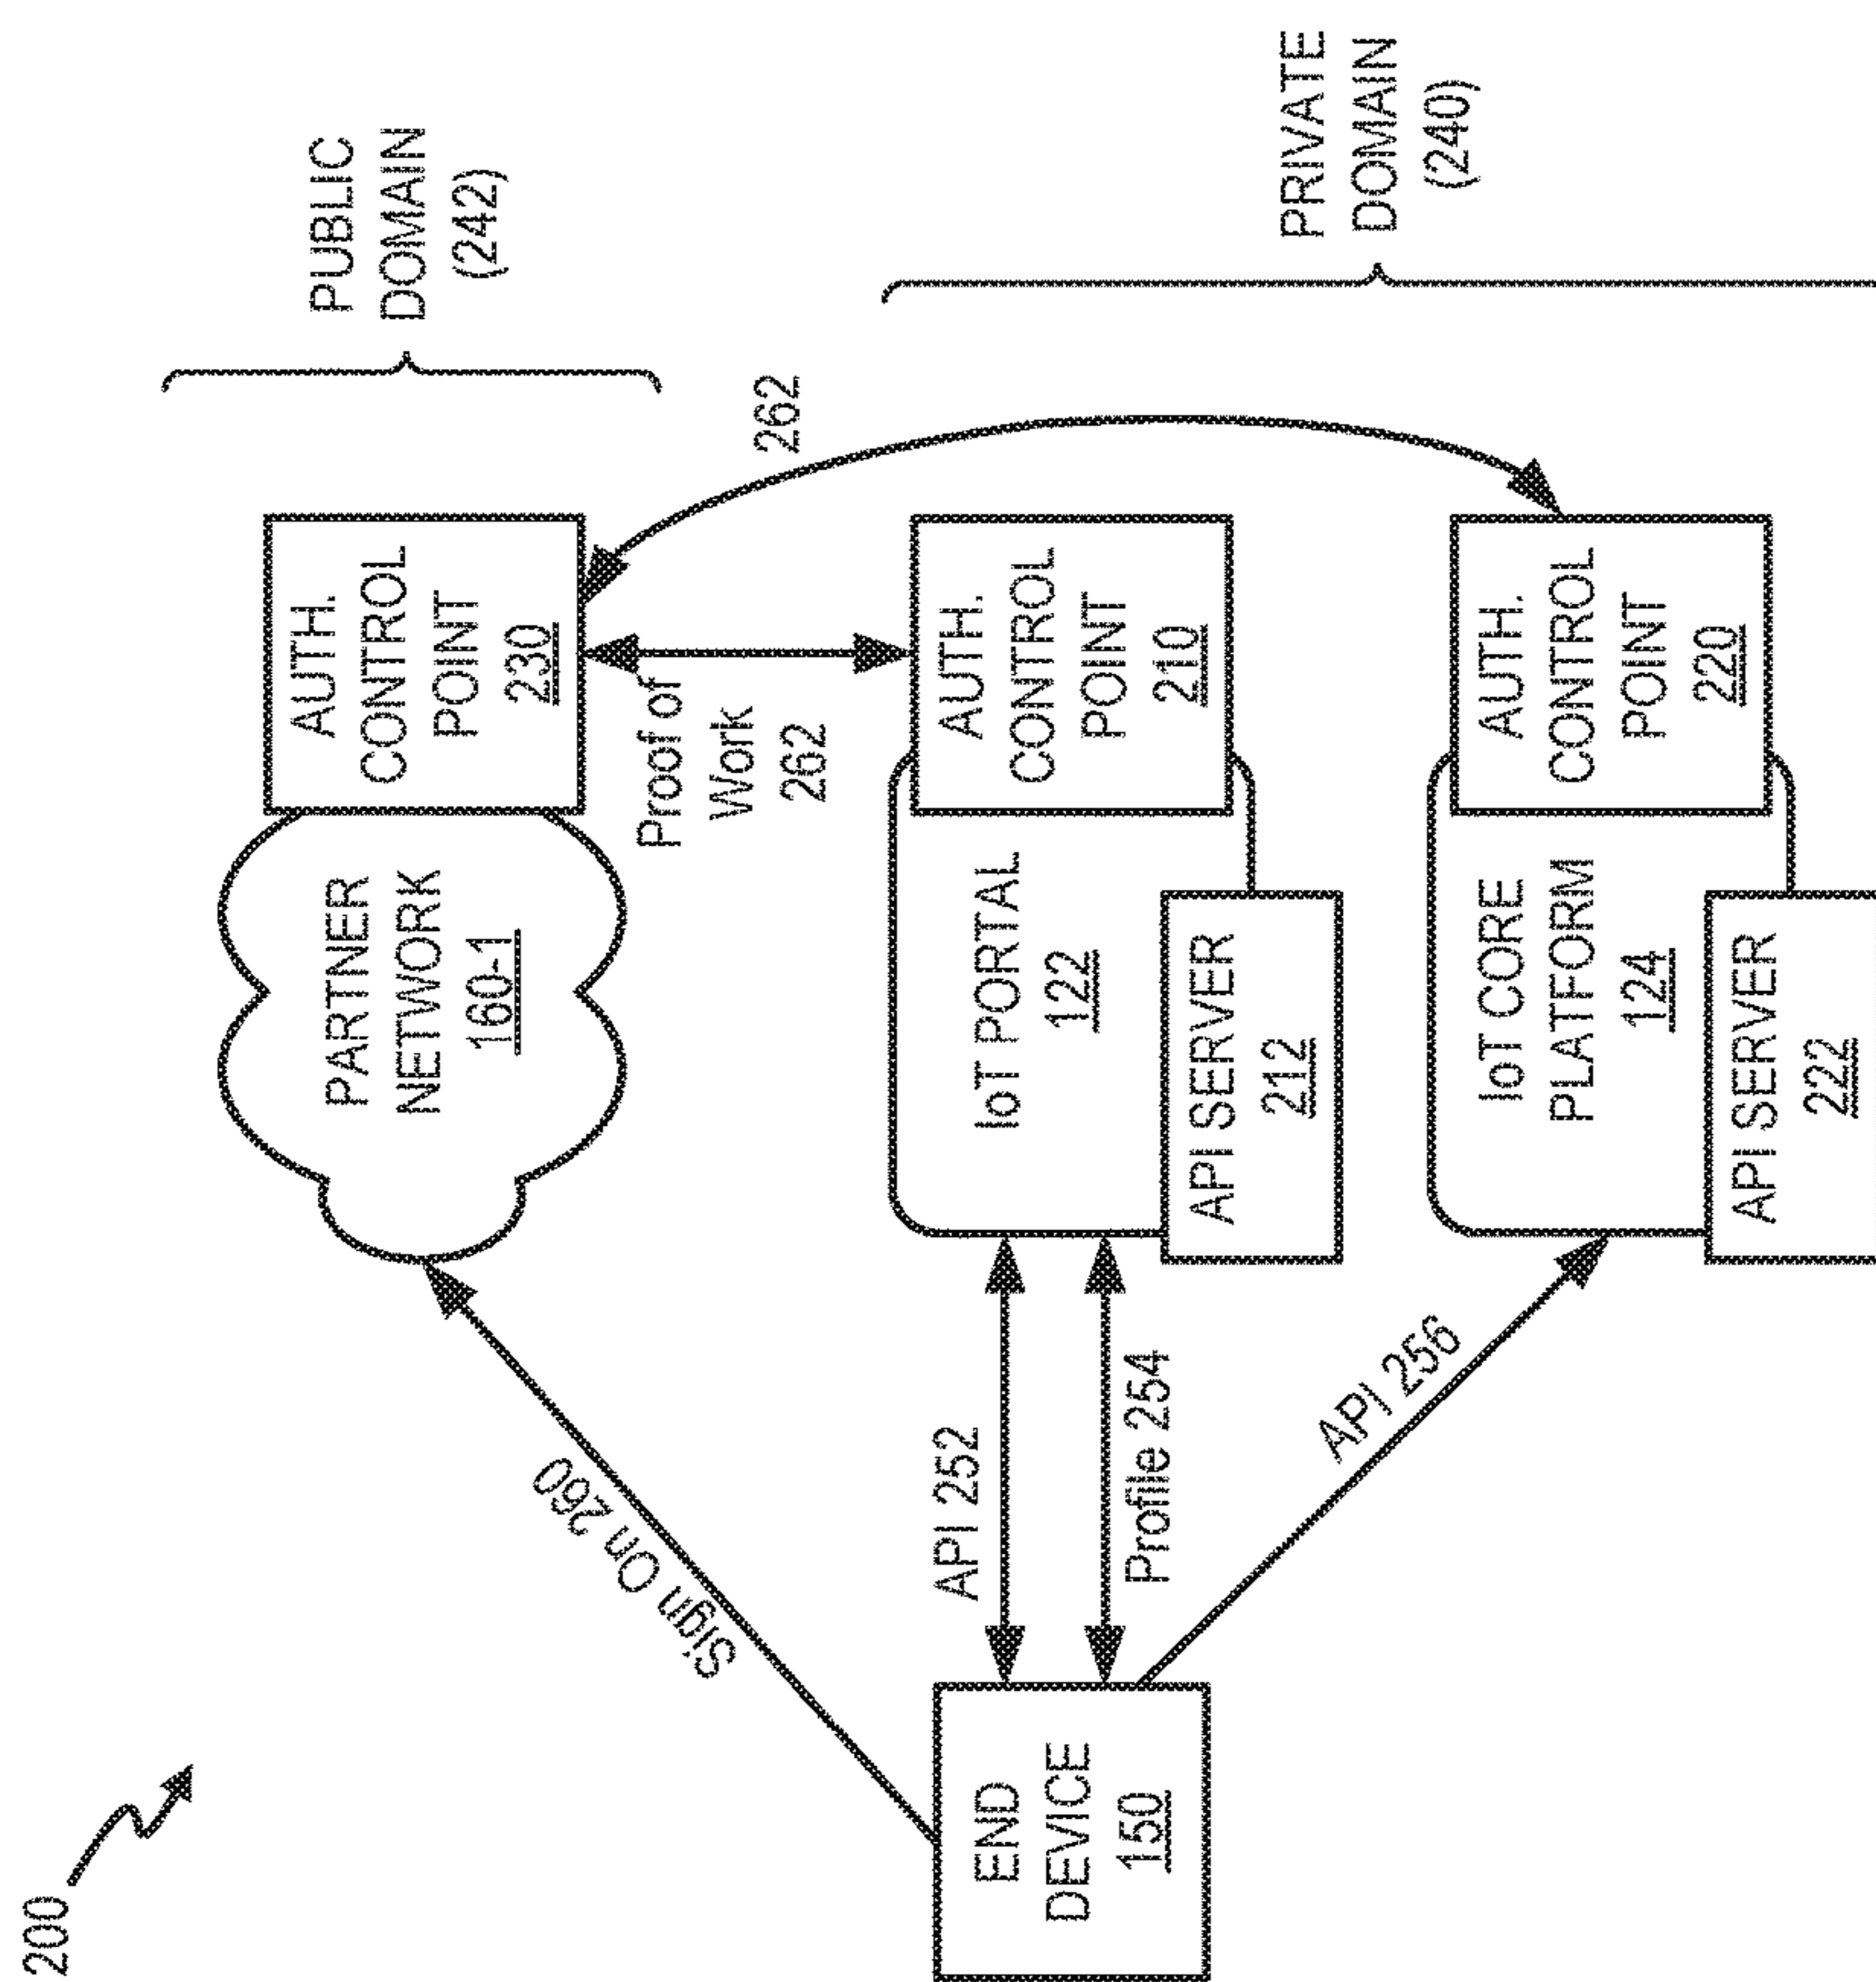 200
PUBLIC
DOMAIN
(242)
PARTNER
NETWORK
160-1
AUTH.
CONTROL
POINT
230
Sign On 260
Proof of
Work
262
262
PRIVATE
DOMAIN
(240)
END
DEVICE
150
API 252
Profile 254
IoT PORTAL
122
AUTH.
CONTROL
POINT
210
API SERVER
212
API 256
IoT CORE
PLATFORM
124
AUTH.
CONTROL
POINT
220
API SERVER
222